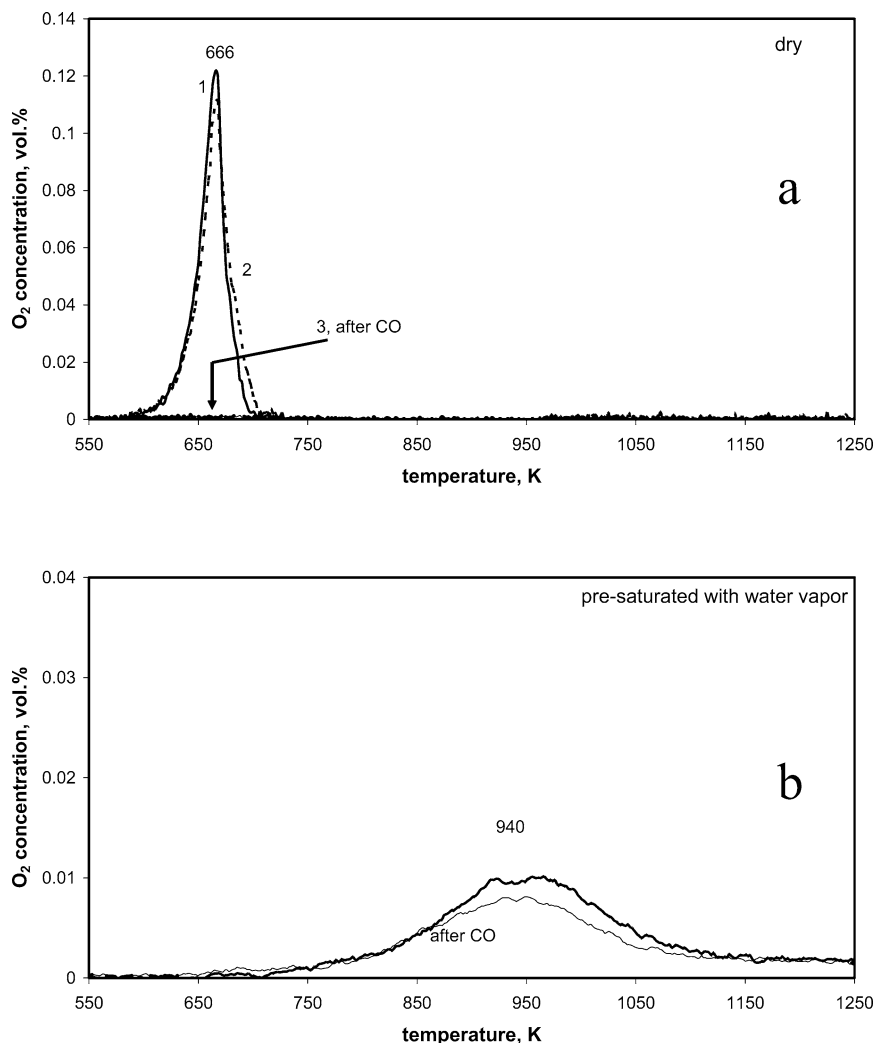 0.14
666
dry
0.12
1
0.1
O2 concentration, vol.%
0.08
a
0.06
2
0.04
3, after CO
0.02
0
550 650 750 850 950 1050 1150 1250
temperature, K
0.04
pre-saturated with water vapor
0.03
O2 concentration, vol.%
0.02
b
940
0.01
after CO
0
550 650 750 850 950 1050 1150 1250
temperature, K